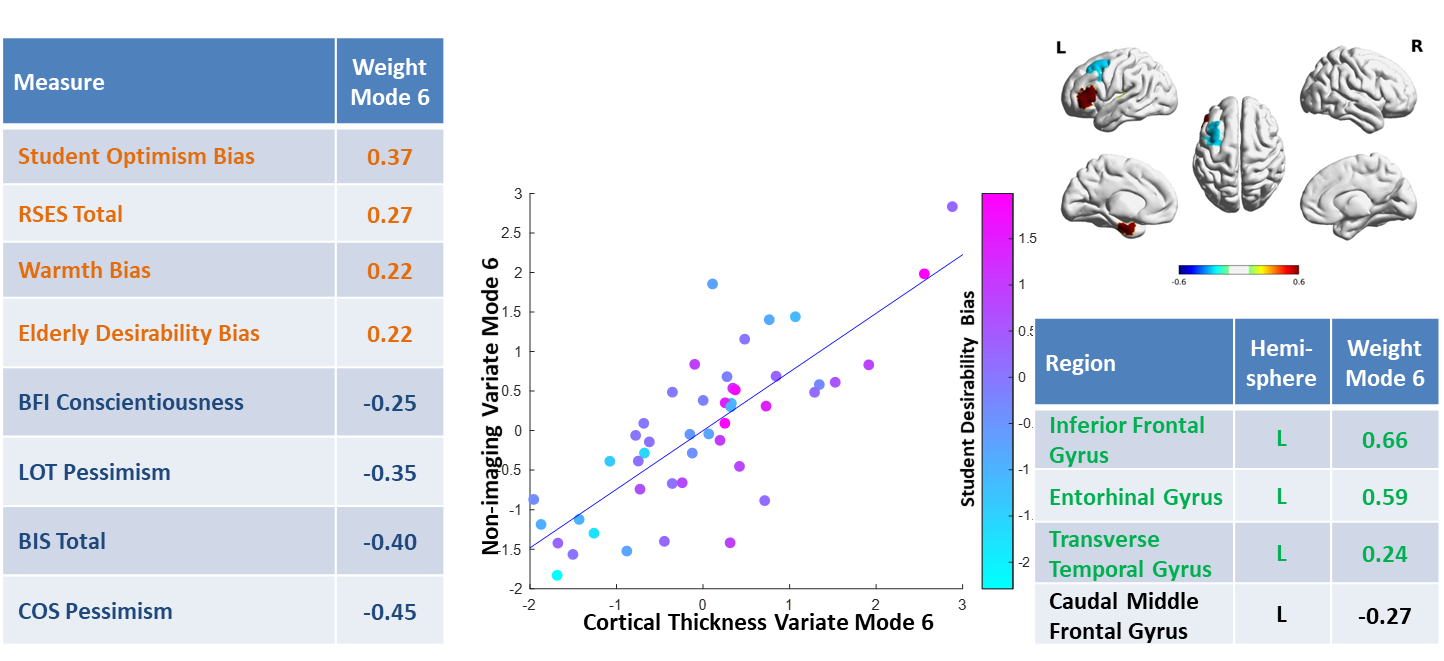 Measure
Weight
Mode 6
Student Optimism Bias
0.37
RSES Total
0.27
Warmth Bias
0.22
Elderly Desirability Bias
0.22
BFI Conscientiousness
-0.25
LOT Pessimism
-0.35
BIS Total
-0.40
COS Pessimism
-0.45
Non-imaging Variate Mode 6
3
2.5
2
1.5
1
0.5
0
-0.5
-1
-1.5
-2
-2
-1
0
1
2
3
Cortical Thickness Variate Mode 6
Student Desirability Bias
1.5
1
0.5
0
-0.
-1
-1.
-2
L
R
-0.6
0.6
Region
Hemi-
sphere
Weight
Mode 6
Inferior Frontal
Gyrus
L
0.66
Entorhinal Gyrus
L
0.59
Transverse
Temporal Gyrus
L
0.24
Caudal Middle
Frontal Gyrus
L
-0.27